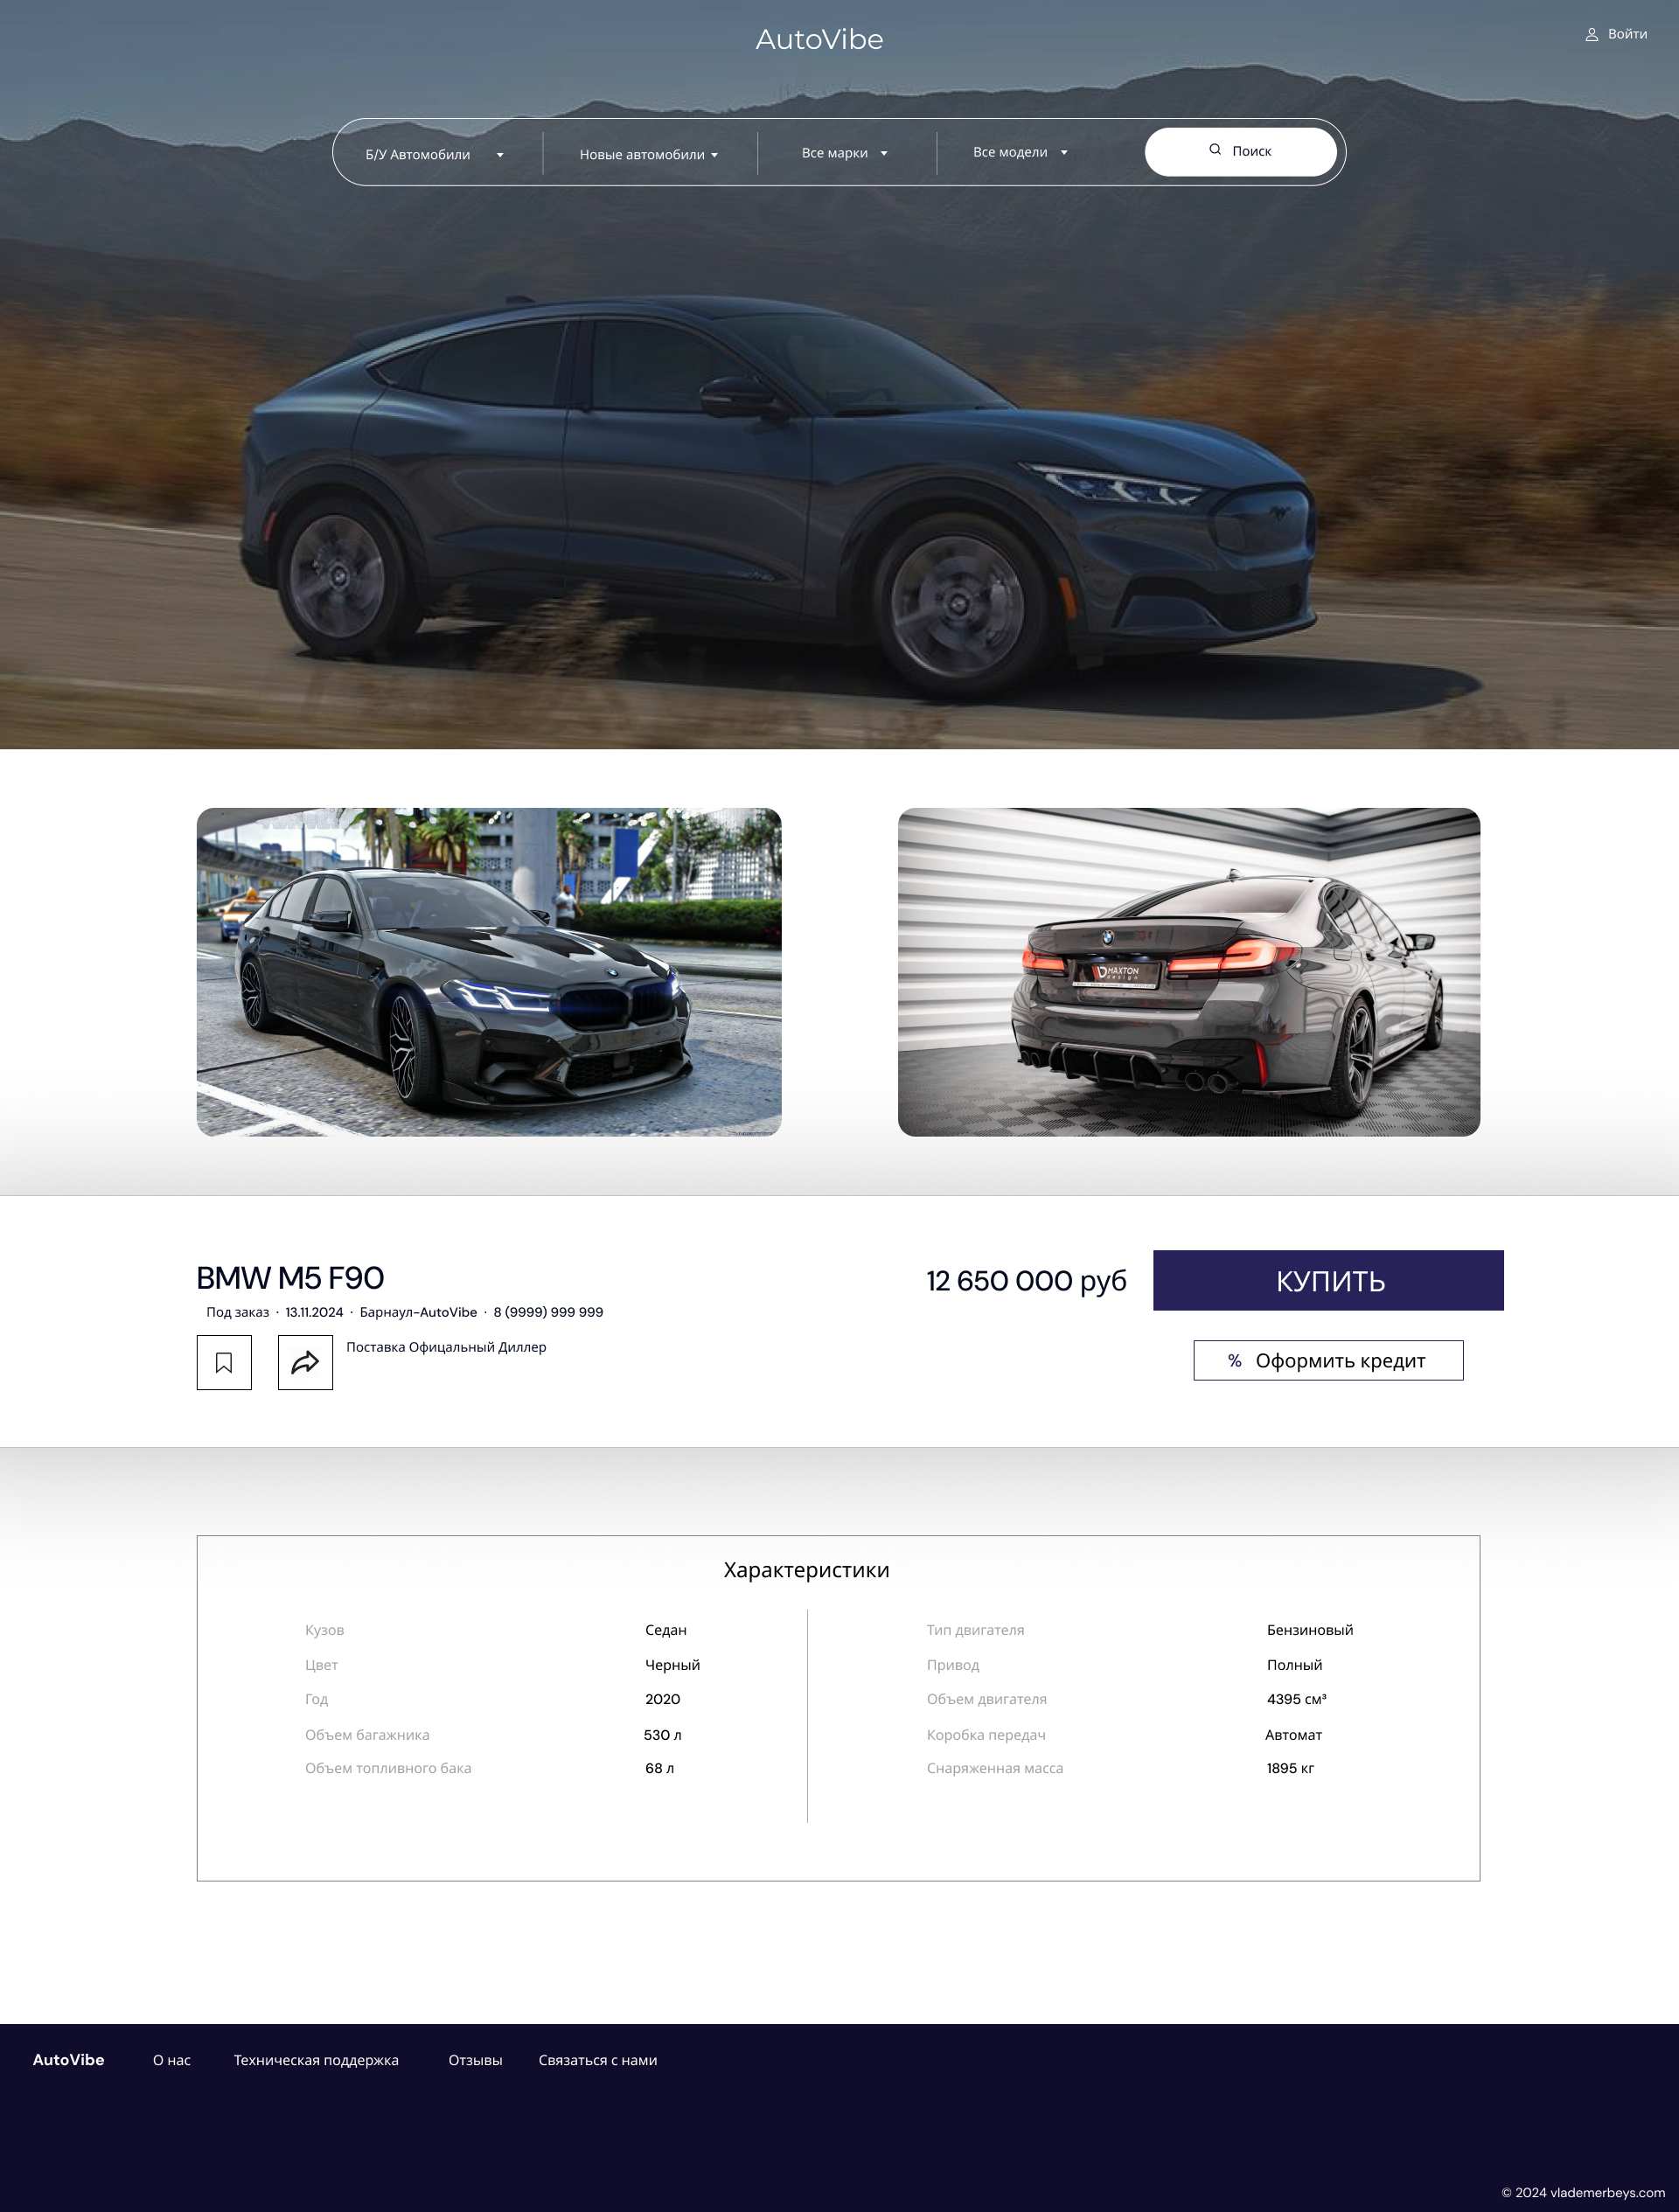 AutoVibe
Войти
Б/У Автомобили
Новые автомобили
Все марки
Все модели
Поиск
MAXTON
design
BMW M5 F90
12 650 000 руб
КУПИТЬ
Под заказ · 13.11.2024 · Барнаул-AutoVibe · 8 (9999) 999 999
Поставка Офицальный Диллер
% Оформить кредит
Характеристики
Кузов Седан
Цвет Черный
Год 2020
Объем багажника 530 л
Объем топливного бака 68 л
Тип двигателя Бензиновый
Привод Полный
Объем двигателя 4395 см³
Коробка передач Автомат
Снаряженная масса 1895 кг
AutoVibe О нас Техническая поддержка Отзывы Связаться с нами
© 2024 vlademerbeys.com